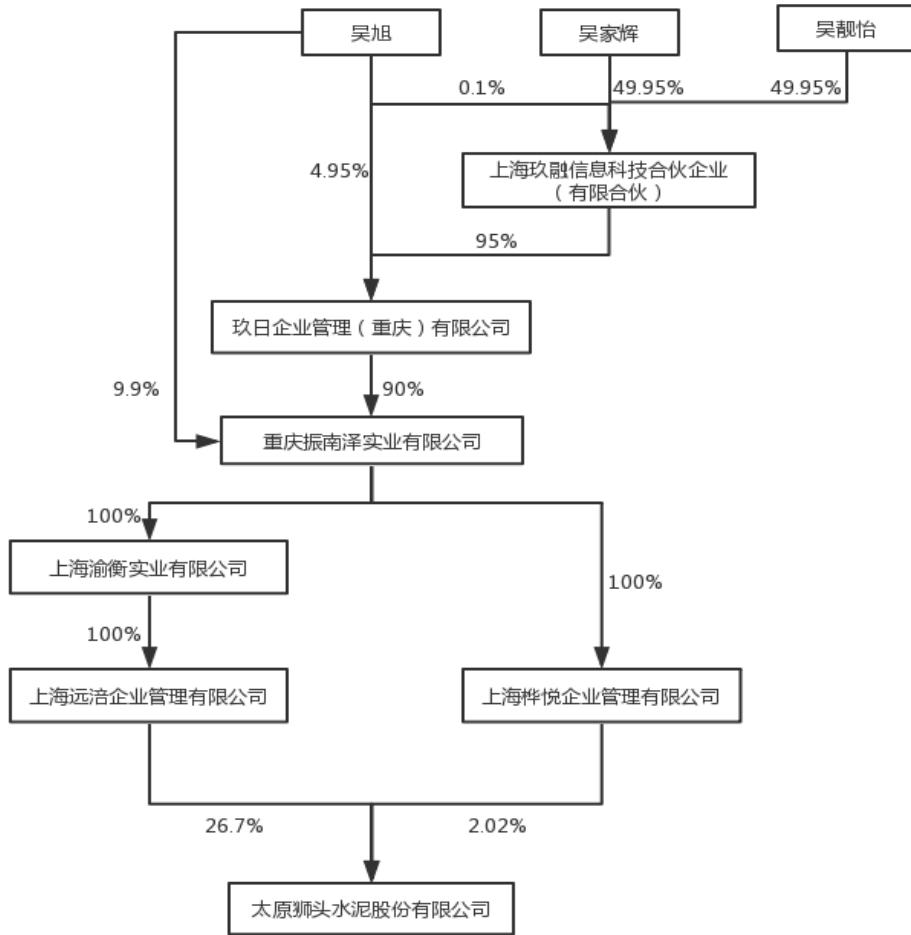 吴旭
吴家辉
吴靓怡
0.1%
49.95%
49.95%
4.95%
上海玖融信息科技合伙企业
（有限合伙）
95%
玖日企业管理（重庆）有限公司
9.9%
90%
重庆振南泽实业有限公司
100%
上海渝衡实业有限公司
100%
100%
上海远涪企业管理有限公司
上海桦悦企业管理有限公司
26.7%
2.02%
太原狮头水泥股份有限公司